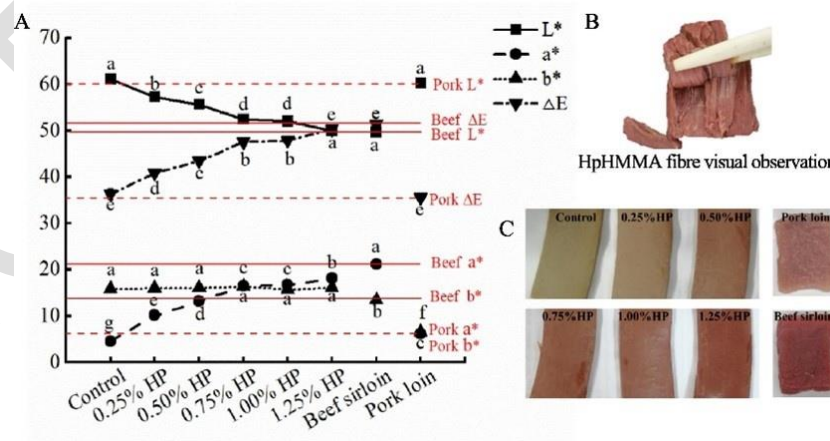 A
70
60
50
40
30
20
10
0
L*
a*
b*
ΔE
a
b
c
d
d
e
e
a
Pork L*
Beef ΔE
Beef L*
a
a
e
d
c
b
b
Pork ΔE
e
a
Beef a*
a
a
a
c
c
b
Beef b*
g
e
d
a
a
a
b
f
Pork a*
Pork b*
c
Control
0.25% HP
0.50% HP
0.75% HP
1.00% HP
1.25% HP
Beef sirloin
Pork loin
B
HpHMMA fibre visual observation
C
Control
0.25% HP
0.50% HP
Pork loin
0.75%HP
1.00% HP
1.25%HP
Beef sirloin